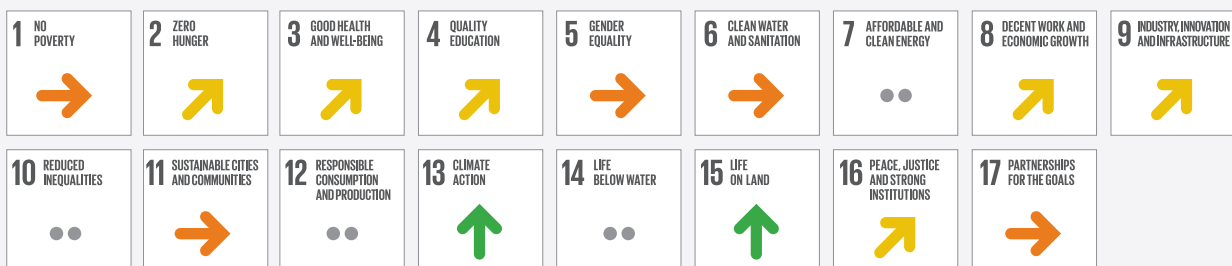 1 NO
POVERTY
2 ZERO
HUNGER
3 GOOD HEALTH
AND WELL-BEING
4 QUALITY
EDUCATION
5 GENDER
EQUALITY
6 CLEAN WATER
AND SANITATION
7 AFFORDABLE AND
CLEAN ENERGY
8 DECENT WORK AND
ECONOMIC GROWTH
9 INDUSTRY, INNOVATION
AND INFRASTRUCTURE
10 REDUCED
INEQUALITIES
11 SUSTAINABLE CITIES
AND COMMUNITIES
12 RESPONSIBLE
CONSUMPTION
AND PRODUCTION
13 CLIMATE
ACTION
14 LIFE
BELOW WATER
15 LIFE
ON LAND
16 PEACE, JUSTICE
AND STRONG
INSTITUTIONS
17 PARTNERSHIPS
FOR THE GOALS